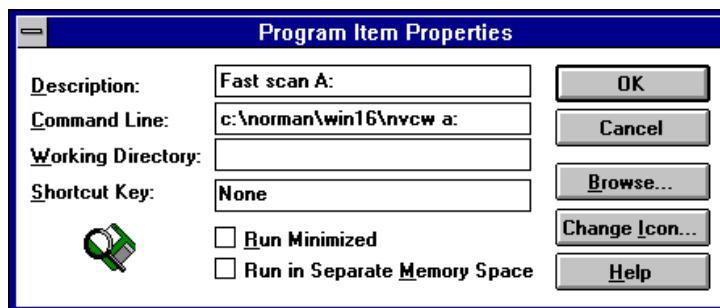 Program Item Properties
Description: Fast scan A:
Command Line: c:\norman\win16\nvcw a:
Working Directory:
Shortcut Key: None
Run Minimized
Run in Separate Memory Space
OK
Cancel
Browse...
Change Icon...
Help